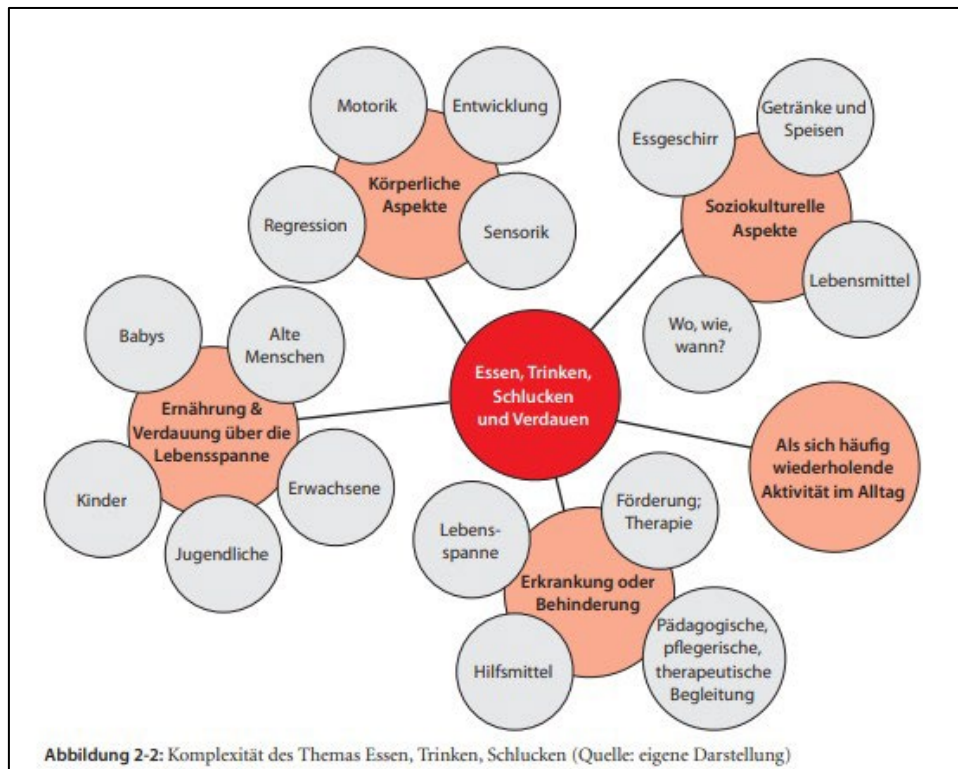 Motorik
Entwicklung
Körperliche
Aspekte
Regression
Sensorik
Essgeschirr
Getränke und
Speisen
Soziokulturelle
Aspekte
Lebensmittel
Wo, wie,
wann?
Babys
Alte
Menschen
Ernährung &
Verdauung über die
Lebensspanne
Kinder
Erwachsene
Jugendliche
Essen, Trinken,
Schlucken
und Verdauen
Als sich häufig
wiederholende
Aktivität im Alltag
Lebens-
spanne
Förderung;
Therapie
Erkrankung oder
Behinderung
Hilfsmittel
Pädagogische,
pflegerische,
therapeutische
Begleitung
Abbildung 2-2: Komplexität des Themas Essen, Trinken, Schlucken (Quelle: eigene Darstellung)